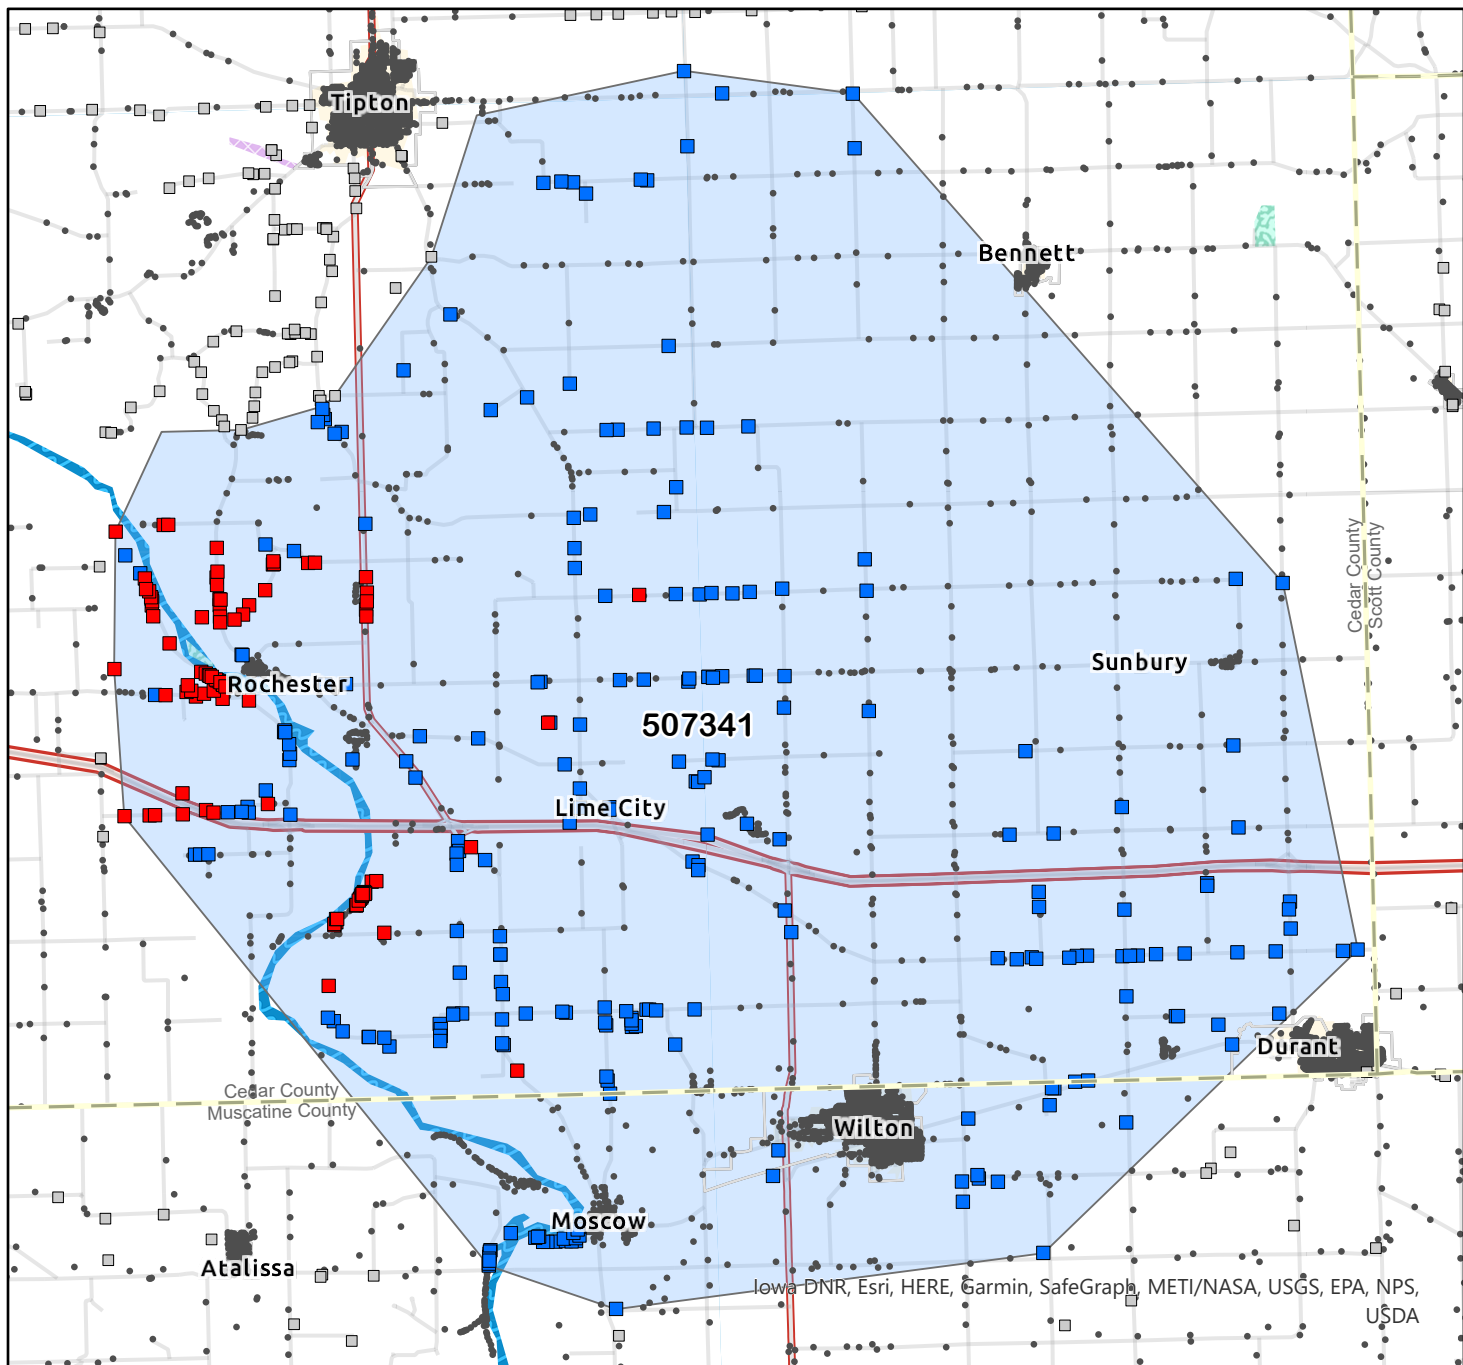 Tipton
Bennett
Cedar County
Scott County
Sunbury
Rochester
507341
Lime City
Durant
Cedar County
Muscatine County
Wilton
Moscow
Atalissa
Iowa DNR, Esri, HERE, Garmin, SafeGraph, METI/NASA, USGS, EPA, NPS,
USDA